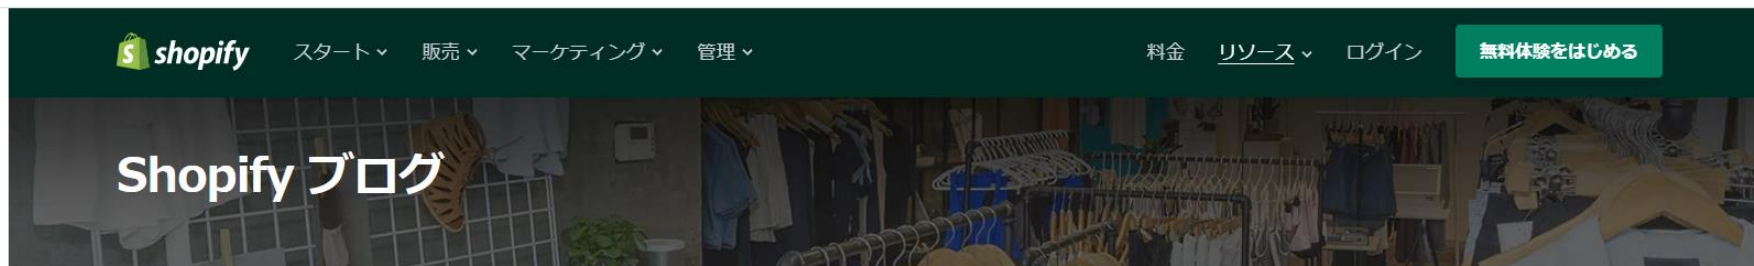 shopify スタート 販売 マーケティング 管理 料金 リソース ログイン 無料体験をはじめる
Shopify ブログ